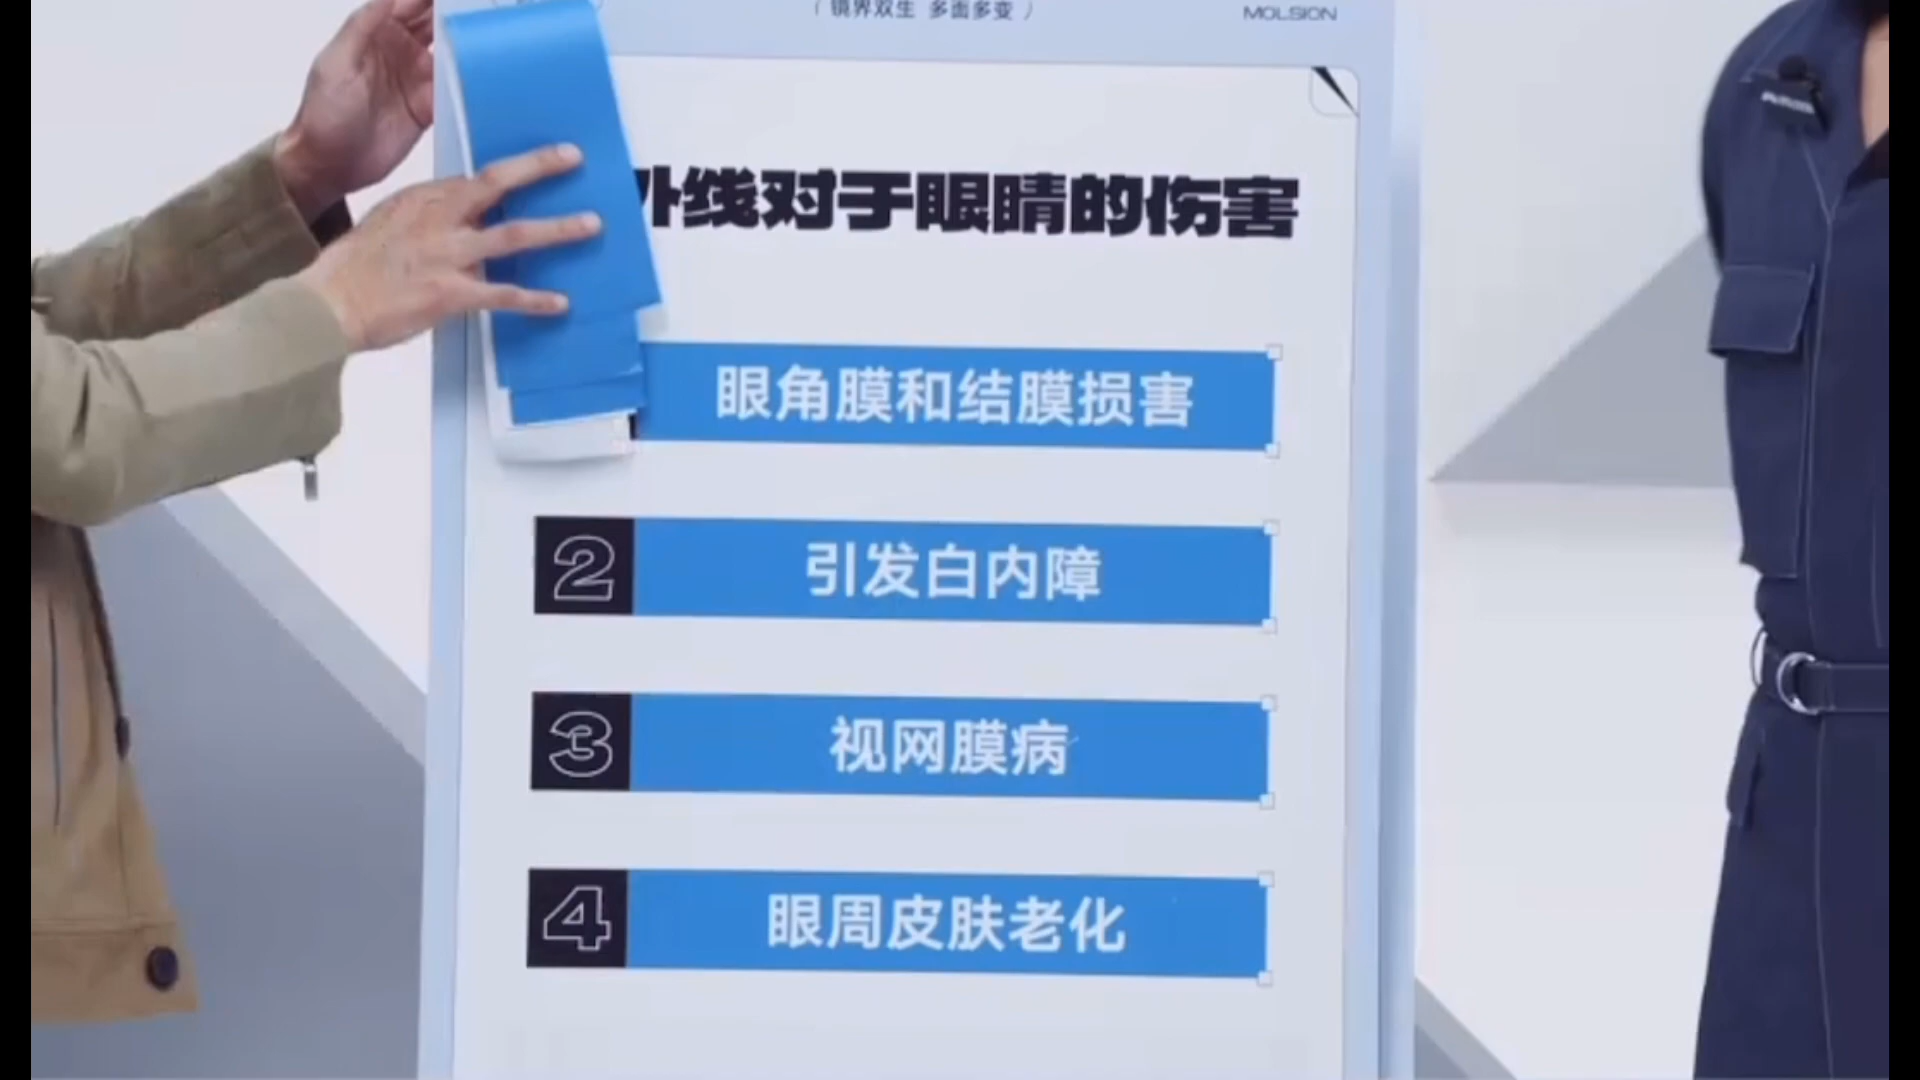 （镜界双生 多面多变）
MOLSION
外线对于眼睛的伤害
眼角膜和结膜损害
2 引发白内障
3 视网膜病
4 眼周皮肤老化